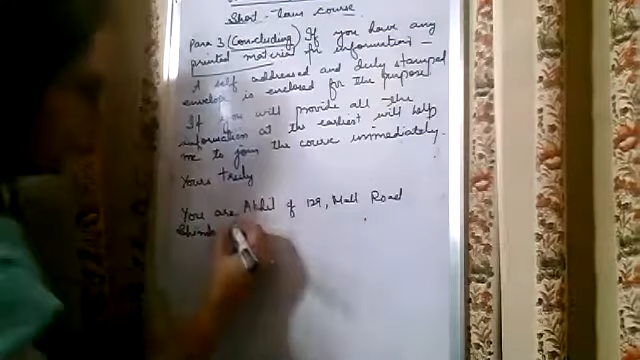 Short-term course
Para 3 (Concluding) If you have any
printed material for information -
A self addressed and duly stamped
envelope is enclosed for the purpose
If you will provide all the
information at the earliest will help
me to join the course immediately.
Yours truly
You are Akhil of 129, Mall Road